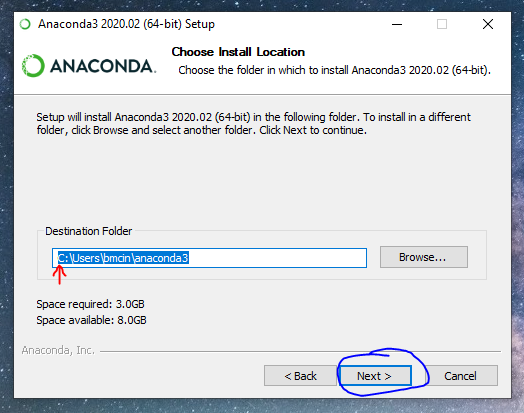 Anaconda3 2020.02 (64-bit) Setup
ANACONDA.
Choose Install Location
Choose the folder in which to install Anaconda3 2020.02 (64-bit).
Setup will install Anaconda3 2020.02 (64-bit) in the following folder. To install in a different
folder, click Browse and select another folder. Click Next to continue.
Destination Folder
C:\Users\bmcin\anaconda3
Browse...
Space required: 3.0GB
Space available: 8.0GB
Anaconda, Inc.
< Back
Next >
Cancel